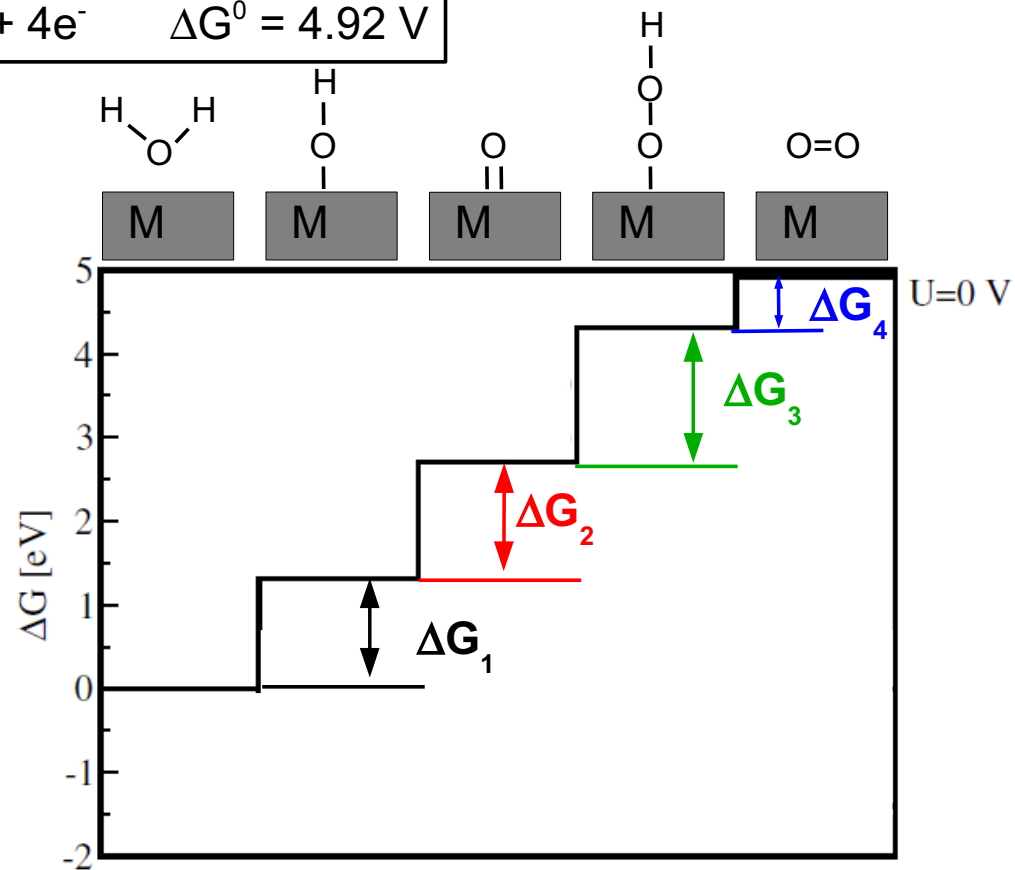 + 4e⁻ ΔG⁰ = 4.92 V
H
H
H H O
O O O O O=O
M M M M M
5
U=0 V
ΔG₄
4
ΔG₃
3
ΔG₂
2
ΔG [eV]
1
ΔG₁
0
-1
-2